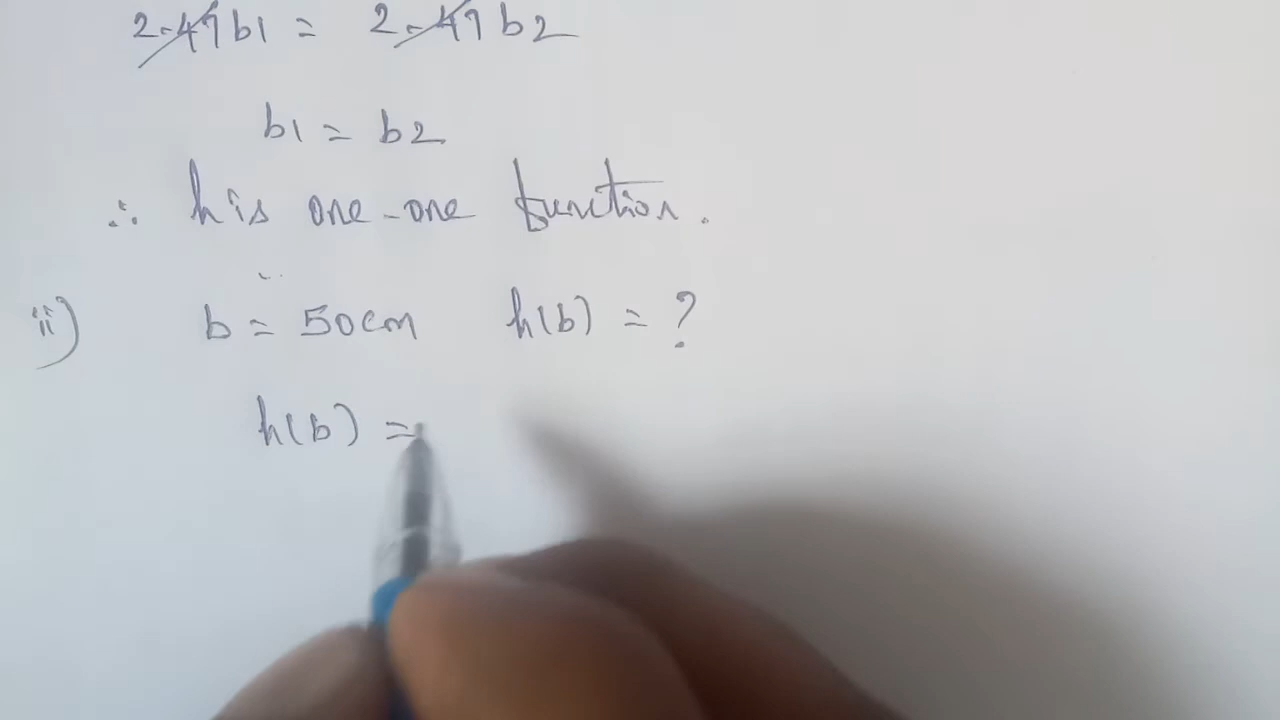 2.47b1 = 2.47b2
b1 = b2
∴ h is one-one function.
ii) b = 50cm h(b) = ?
h(b) =